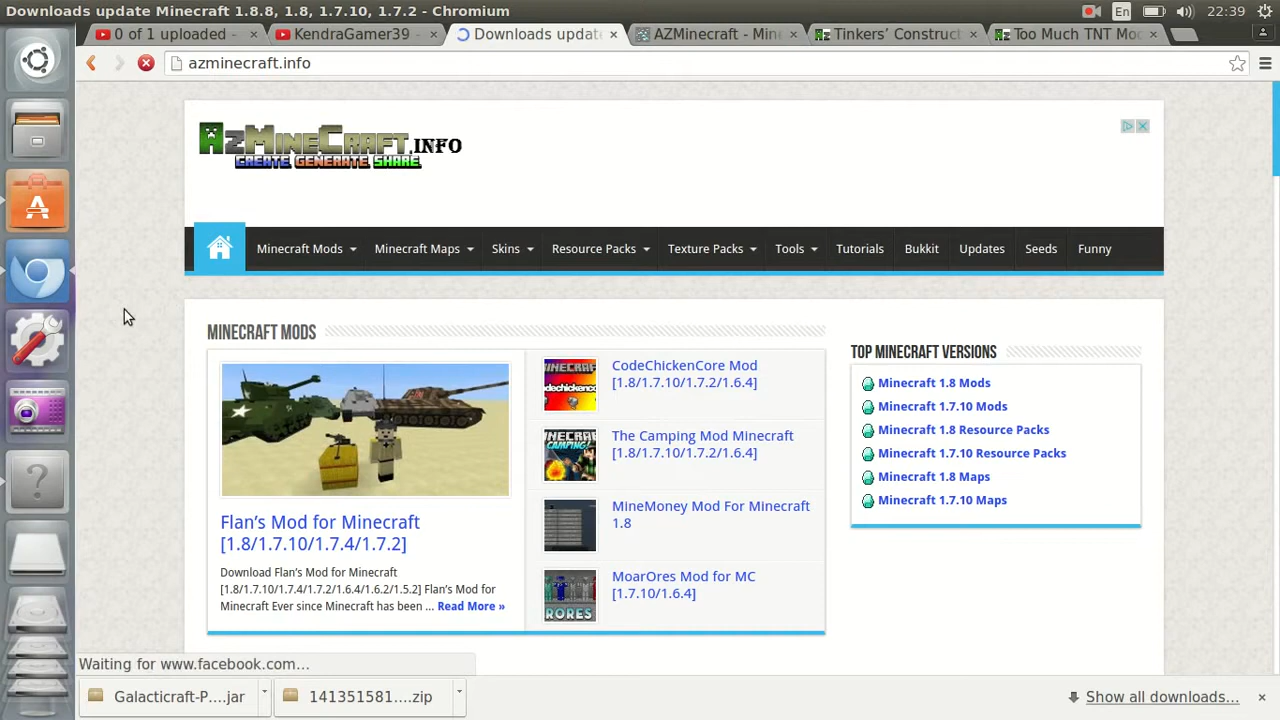 Downloads update Minecraft 1.8.8, 1.8, 1.7.10, 1.7.2 - Chromium
En
22:39
0 of 1 uploaded -
KendraGamer39 -
Downloads updat
AZMinecraft - Min
Tinkers’ Construct
Too Much TNT Mo
azminecraft.info
AZMINECRAFT.INFO
CREATE GENERATE SHARE
Minecraft Mods
Minecraft Maps
Skins
Resource Packs
Texture Packs
Tools
Tutorials
Bukkit
Updates
Seeds
Funny
MINECRAFT MODS
Flan’s Mod for Minecraft
[1.8/1.7.10/1.7.4/1.7.2]
Download Flan’s Mod for Minecraft
[1.8/1.7.10/1.7.4/1.7.2/1.6.4/1.6.2/1.5.2] Flan’s Mod for
Minecraft Ever since Minecraft has been ... Read More »
CodeChickenCore Mod
[1.8/1.7.10/1.7.2/1.6.4]
The Camping Mod Minecraft
[1.8/1.7.10/1.7.2/1.6.4]
MineMoney Mod For Minecraft
1.8
MoarOres Mod for MC
[1.7.10/1.6.4]
TOP MINECRAFT VERSIONS
Minecraft 1.8 Mods
Minecraft 1.7.10 Mods
Minecraft 1.8 Resource Packs
Minecraft 1.7.10 Resource Packs
Minecraft 1.8 Maps
Minecraft 1.7.10 Maps
Waiting for www.facebook.com...
Galacticraft-P....jar
141351581....zip
Show all downloads...